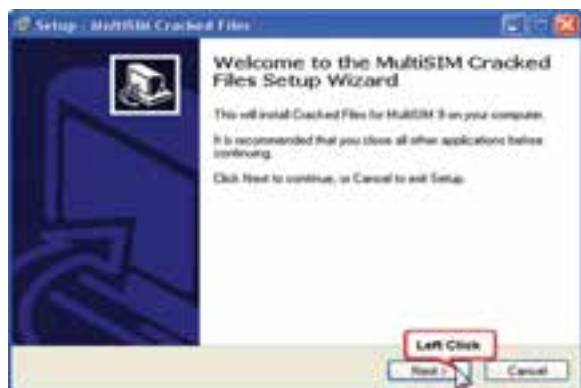 Setup - MultiSIM Cracked Files
Welcome to the MultiSIM Cracked
Files Setup Wizard
This will install Cracked Files for MultiSIM 9 on your computer.
It is recommended that you close all other applications before
continuing.
Click Next to continue, or Cancel to exit Setup.
Left Click
Next >
Cancel